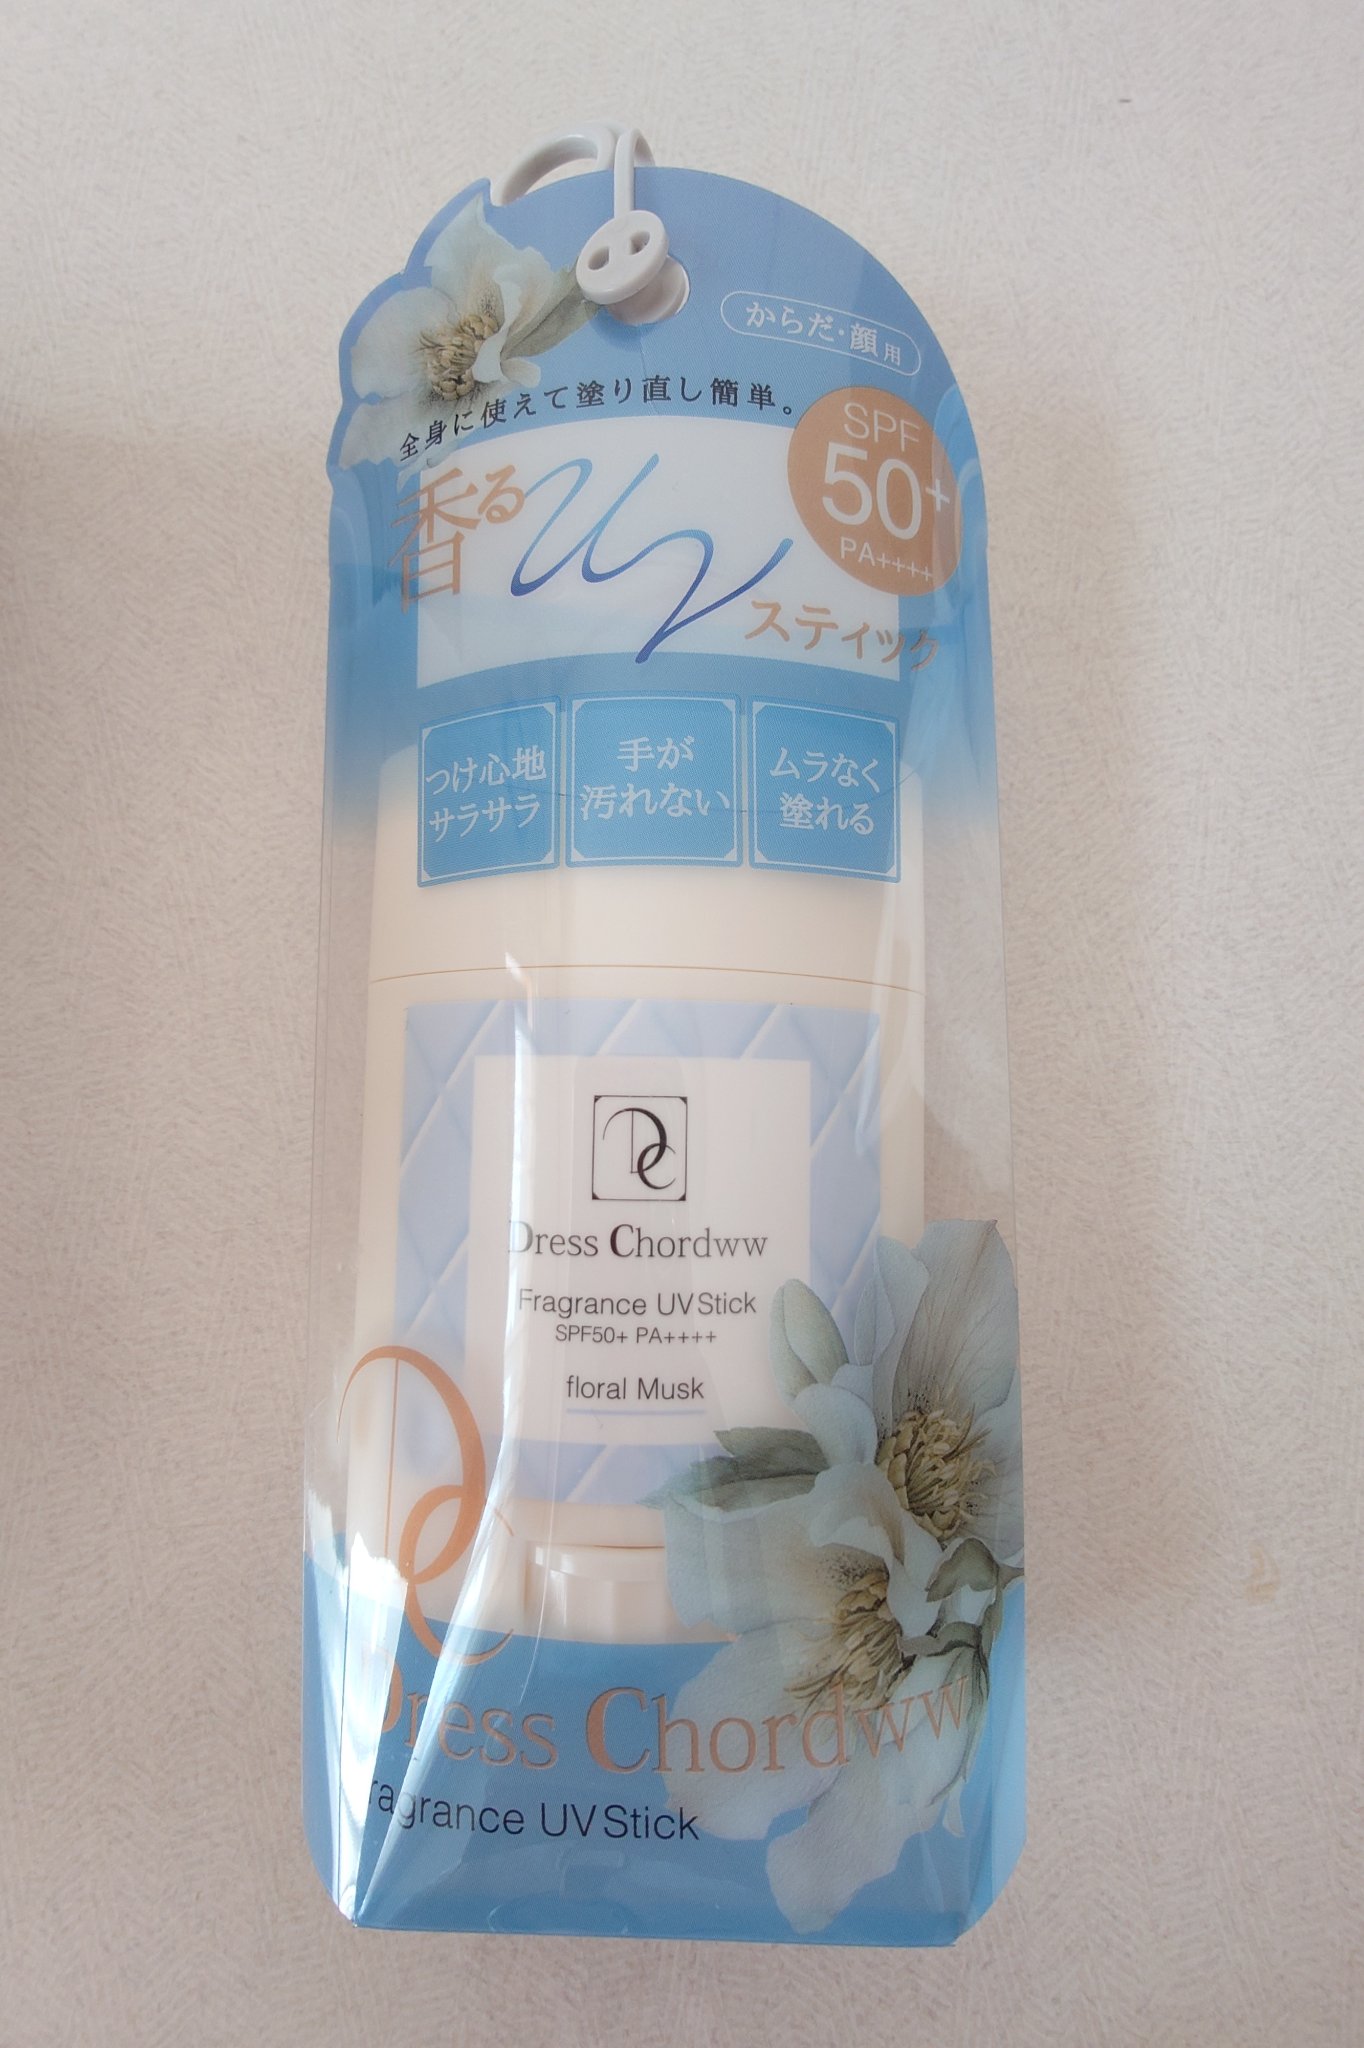 からだ・顔用
全身に使えて塗り直し簡単。
SPF
50+
PA++++
香るUV
スティック
つけ心地
サラサラ
手が
汚れない
ムラなく
塗れる
DC
Dress Chordww
Fragrance UV Stick
SPF50+ PA++++
floral Musk
DC
Dress Chordww
Fragrance UV Stick